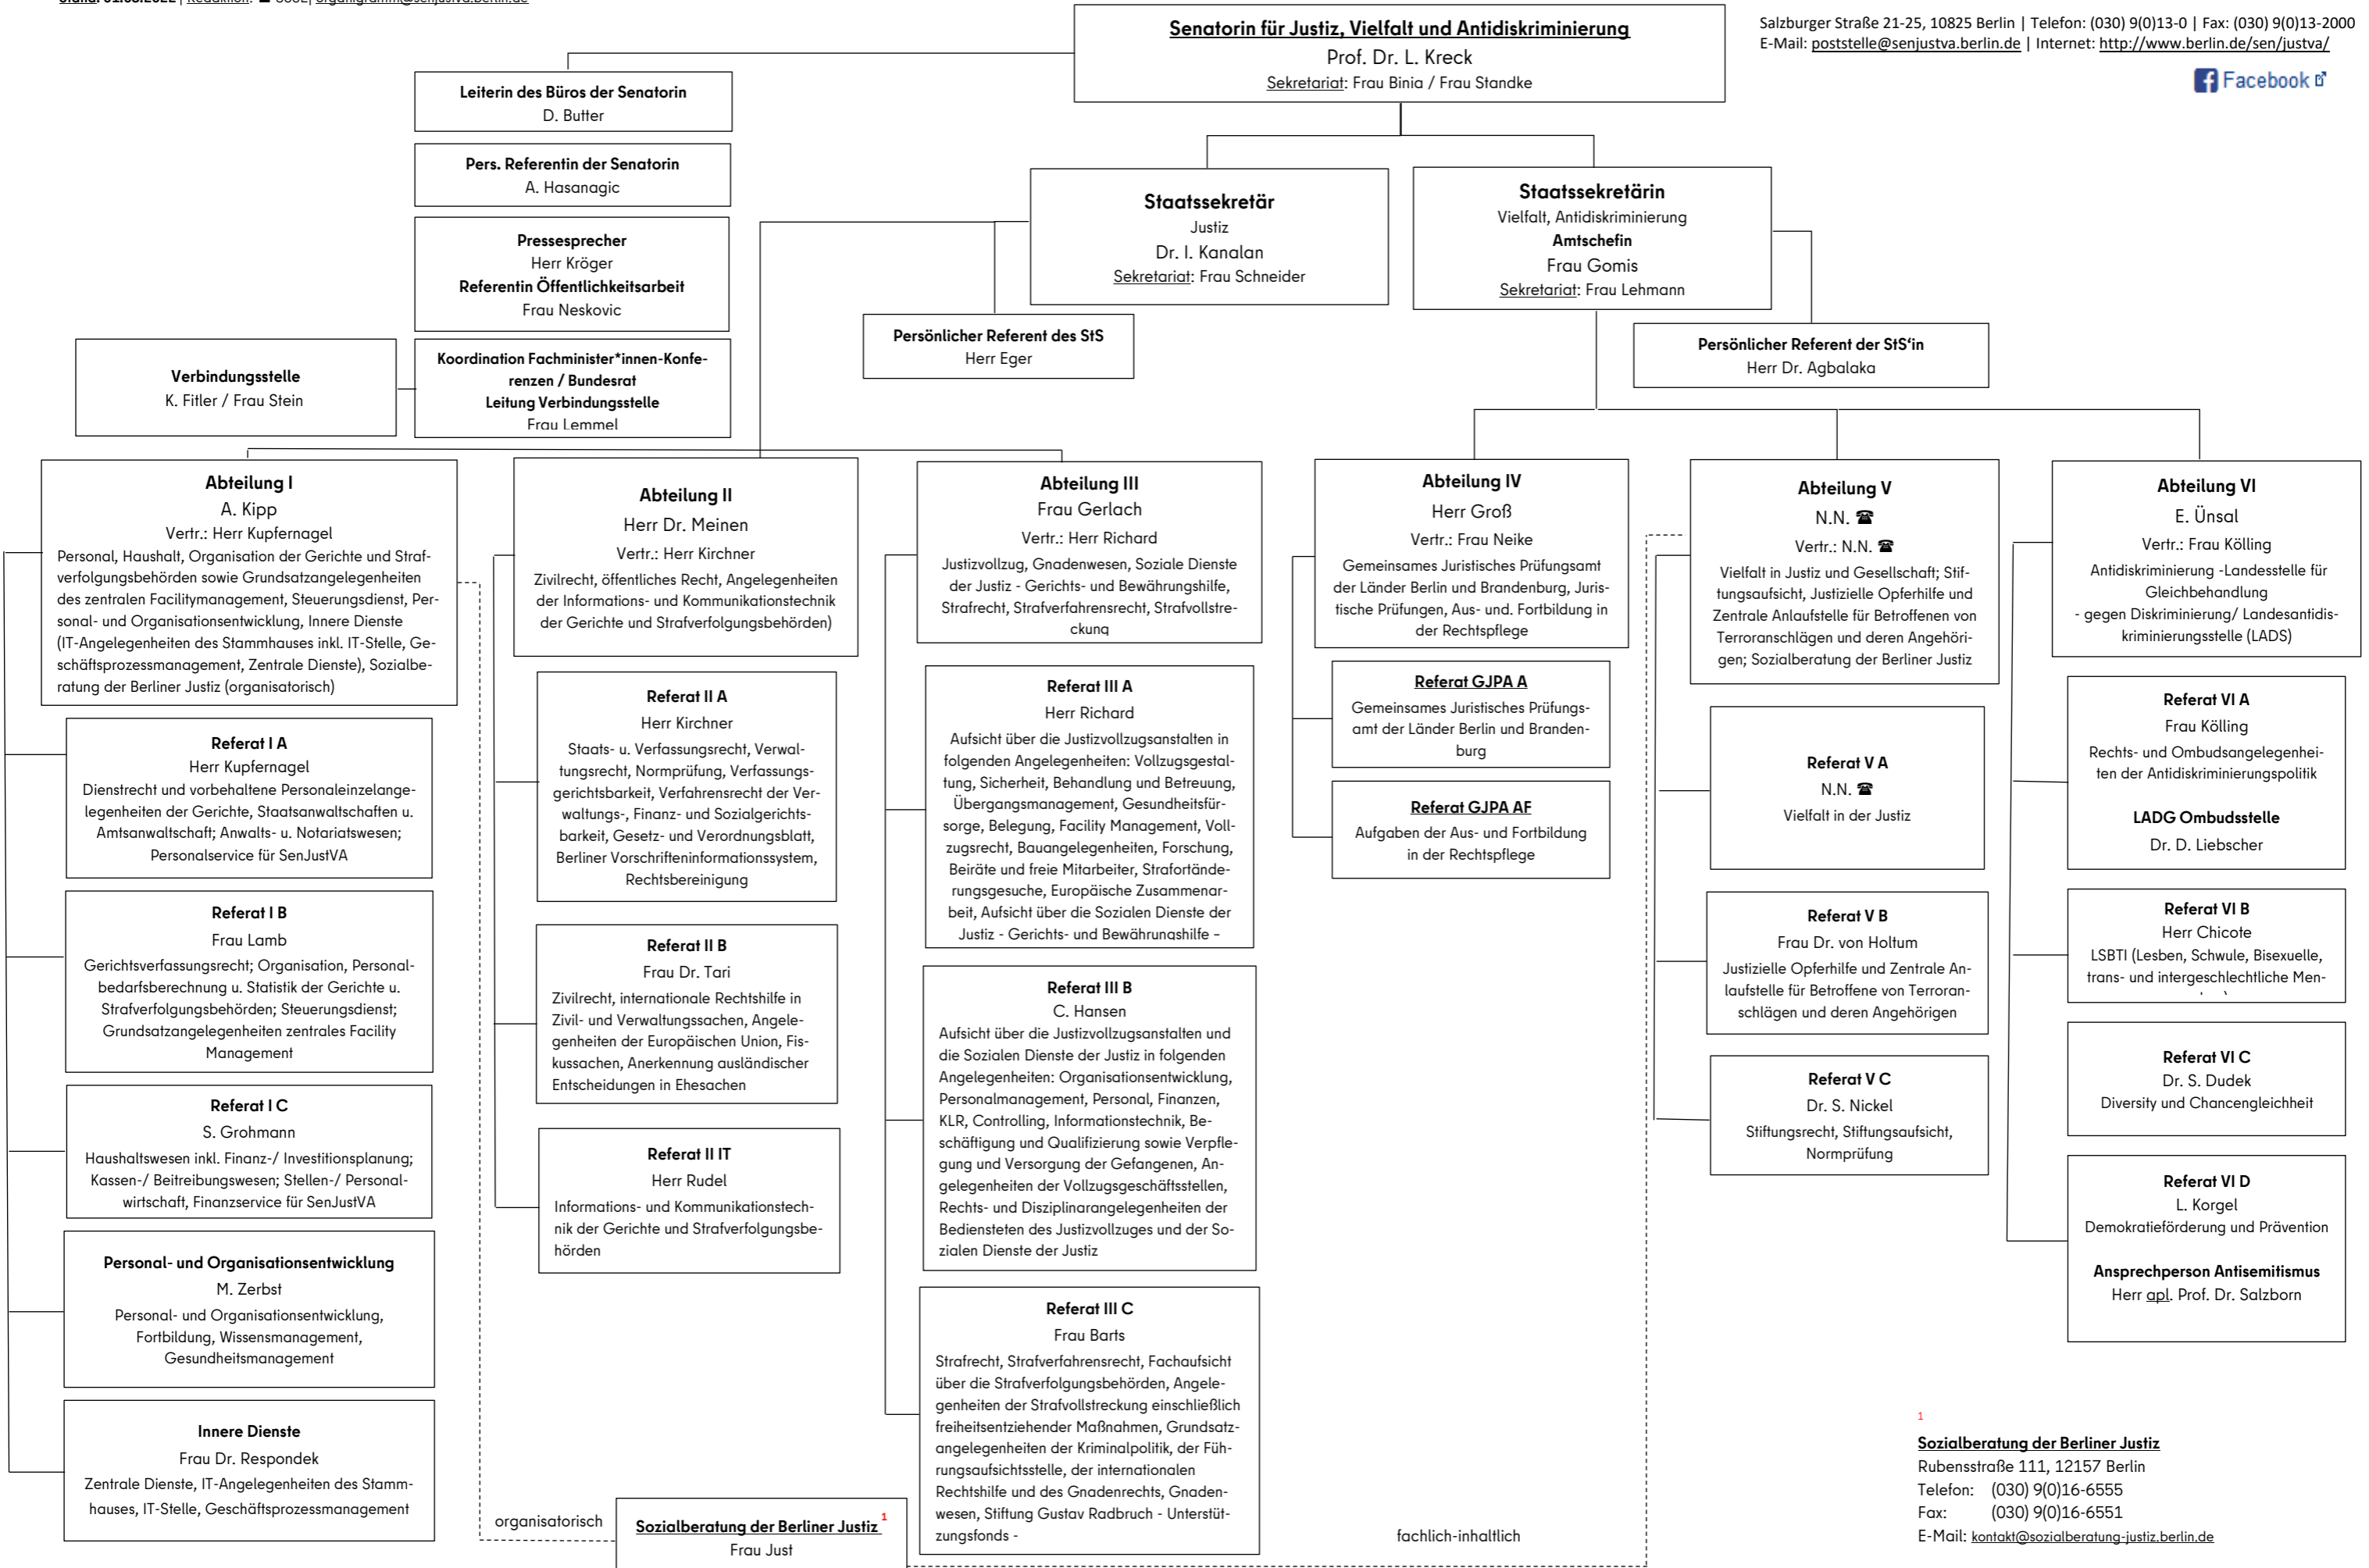 Senatorin für Justiz, Vielfalt und Antidiskriminierung
Prof. Dr. L. Kreck
Sekretariat: Frau Binia / Frau Standke
Salzburger Straße 21-25, 10825 Berlin | Telefon: (030) 9(0)13-0 | Fax: (030) 9(0)13-2000
E-Mail: poststelle@senjustva.berlin.de | Internet: http://www.berlin.de/sen/justva/
Facebook
Leiterin des Büros der Senatorin
D. Butter
Pers. Referentin der Senatorin
A. Hasanagic
Pressesprecher
Herr Kröger
Referentin Öffentlichkeitsarbeit
Frau Neskovic
Verbindungsstelle
K. Fitler / Frau Stein
Koordination Fachminister*innen-Konfe-
renzen / Bundesrat
Leitung Verbindungsstelle
Frau Lemmel
Staatssekretär
Justiz
Dr. I. Kanalan
Sekretariat: Frau Schneider
Persönlicher Referent des StS
Herr Eger
Staatssekretärin
Vielfalt, Antidiskriminierung
Amtschefin
Frau Gomis
Sekretariat: Frau Lehmann
Persönlicher Referent der StS‘in
Herr Dr. Agbalaka
Abteilung I
A. Kipp
Vertr.: Herr Kupfernagel
Personal, Haushalt, Organisation der Gerichte und Straf-
verfolgungsbehörden sowie Grundsatzangelegenheiten
des zentralen Facilitymanagement, Steuerungsdienst, Per-
sonal- und Organisationsentwicklung, Innere Dienste
(IT-Angelegenheiten des Stammhauses inkl. IT-Stelle, Ge-
schäftsprozessmanagement, Zentrale Dienste), Sozialbe-
ratung der Berliner Justiz (organisatorisch)
Referat I A
Herr Kupfernagel
Dienstrecht und vorbehaltene Personaleinzelange-
legenheiten der Gerichte, Staatsanwaltschaften u.
Amtsanwaltschaft; Anwalts- u. Notariatswesen;
Personalservice für SenJustVA
Referat I B
Frau Lamb
Gerichtsverfassungsrecht; Organisation, Personal-
bedarfsberechnung u. Statistik der Gerichte u.
Strafverfolgungsbehörden; Steuerungsdienst;
Grundsatzangelegenheiten zentrales Facility
Management
Referat I C
S. Grohmann
Haushaltswesen inkl. Finanz-/ Investitionsplanung;
Kassen-/ Beitreibungswesen; Stellen-/ Personal-
wirtschaft, Finanzservice für SenJustVA
Personal- und Organisationsentwicklung
M. Zerbst
Personal- und Organisationsentwicklung,
Fortbildung, Wissensmanagement,
Gesundheitsmanagement
Innere Dienste
Frau Dr. Respondek
Zentrale Dienste, IT-Angelegenheiten des Stamm-
hauses, IT-Stelle, Geschäftsprozessmanagement
Abteilung II
Herr Dr. Meinen
Vertr.: Herr Kirchner
Zivilrecht, öffentliches Recht, Angelegenheiten
der Informations- und Kommunikationstechnik
der Gerichte und Strafverfolgungsbehörden)
Referat II A
Herr Kirchner
Staats- u. Verfassungsrecht, Verwal-
tungsrecht, Normprüfung, Verfassungs-
gerichtsbarkeit, Verfahrensrecht der Ver-
waltungs-, Finanz- und Sozialgerichts-
barkeit, Gesetz- und Verordnungsblatt,
Berliner Vorschrifteninformationssystem,
Rechtsbereinigung
Referat II B
Frau Dr. Tari
Zivilrecht, internationale Rechtshilfe in
Zivil- und Verwaltungssachen, Angele-
genheiten der Europäischen Union, Fis-
kussachen, Anerkennung ausländischer
Entscheidungen in Ehesachen
Referat II IT
Herr Rudel
Informations- und Kommunikationstech-
nik der Gerichte und Strafverfolgungsbe-
hörden
Abteilung III
Frau Gerlach
Vertr.: Herr Richard
Justizvollzug, Gnadenwesen, Soziale Dienste
der Justiz - Gerichts- und Bewährungshilfe,
Strafrecht, Strafverfahrensrecht, Strafvollstre-
ckung
Referat III A
Herr Richard
Aufsicht über die Justizvollzugsanstalten in
folgenden Angelegenheiten: Vollzugsgestal-
tung, Sicherheit, Behandlung und Betreuung,
Übergangsmanagement, Gesundheitsfür-
sorge, Belegung, Facility Management, Voll-
zugsrecht, Bauangelegenheiten, Forschung,
Beiräte und freie Mitarbeiter, Strafortände-
rungsgesuche, Europäische Zusammenar-
beit, Aufsicht über die Sozialen Dienste der
Justiz - Gerichts- und Bewährungshilfe –
Referat III B
C. Hansen
Aufsicht über die Justizvollzugsanstalten und
die Sozialen Dienste der Justiz in folgenden
Angelegenheiten: Organisationsentwicklung,
Personalmanagement, Personal, Finanzen,
KLR, Controlling, Informationstechnik, Be-
schäftigung und Qualifizierung sowie Verpfle-
gung und Versorgung der Gefangenen, An-
gelegenheiten der Vollzugsgeschäftsstellen,
Rechts- und Disziplinarangelegenheiten der
Bediensteten des Justizvollzuges und der So-
zialen Dienste der Justiz
Referat III C
Frau Barts
Strafrecht, Strafverfahrensrecht, Fachaufsicht
über die Strafverfolgungsbehörden, Angele-
genheiten der Strafvollstreckung einschließlich
freiheitsentziehender Maßnahmen, Grundsatz-
angelegenheiten der Kriminalpolitik, der Füh-
rungsaufsichtsstelle, der internationalen
Rechtshilfe und des Gnadenrechts, Gnaden-
wesen, Stiftung Gustav Radbruch - Unterstüt-
zungsfonds -
Abteilung IV
Herr Groß
Vertr.: Frau Neike
Gemeinsames Juristisches Prüfungsamt
der Länder Berlin und Brandenburg, Juris-
tische Prüfungen, Aus- und. Fortbildung in
der Rechtspflege
Referat GJPA A
Gemeinsames Juristisches Prüfungs-
amt der Länder Berlin und Branden-
burg
Referat GJPA AF
Aufgaben der Aus- und Fortbildung
in der Rechtspflege
Abteilung V
N.N. ☎
Vertr.: N.N. ☎
Vielfalt in Justiz und Gesellschaft; Stif-
tungsaufsicht, Justizielle Opferhilfe und
Zentrale Anlaufstelle für Betroffenen von
Terroranschlägen und deren Angehöri-
gen; Sozialberatung der Berliner Justiz
Referat V A
N.N. ☎
Vielfalt in der Justiz
Referat V B
Frau Dr. von Holtum
Justizielle Opferhilfe und Zentrale An-
laufstelle für Betroffene von Terroran-
schlägen und deren Angehörigen
Referat V C
Dr. S. Nickel
Stiftungsrecht, Stiftungsaufsicht,
Normprüfung
Abteilung VI
E. Ünsal
Vertr.: Frau Kölling
Antidiskriminierung -Landesstelle für
Gleichbehandlung
- gegen Diskriminierung/ Landesantidis-
kriminierungsstelle (LADS)
Referat VI A
Frau Kölling
Rechts- und Ombudsangelegenhei-
ten der Antidiskriminierungspolitik
LADG Ombudsstelle
Dr. D. Liebscher
Referat VI B
Herr Chicote
LSBTI (Lesben, Schwule, Bisexuelle,
trans- und intergeschlechtliche Men-
Referat VI C
Dr. S. Dudek
Diversity und Chancengleichheit
Referat VI D
L. Korgel
Demokratieförderung und Prävention
Ansprechperson Antisemitismus
Herr apl. Prof. Dr. Salzborn
organisatorisch
Sozialberatung der Berliner Justiz 1
Frau Just
fachlich-inhaltlich
1
Sozialberatung der Berliner Justiz
Rubensstraße 111, 12157 Berlin
Telefon: (030) 9(0)16-6555
Fax: (030) 9(0)16-6551
E-Mail: kontakt@sozialberatung-justiz.berlin.de